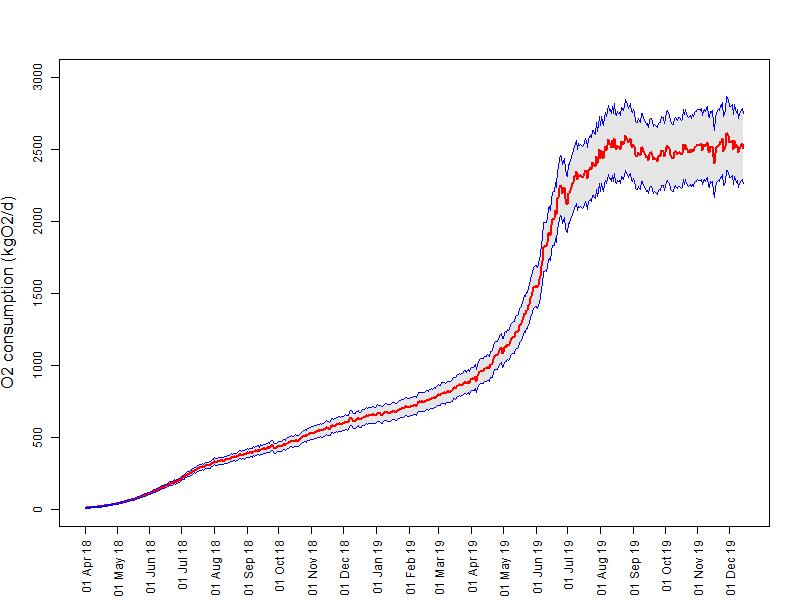 O2 consumption (kgO2/d)
3000
2500
2000
1500
1000
500
0
01 Apr 18
01 May 18
01 Jun 18
01 Jul 18
01 Aug 18
01 Sep 18
01 Oct 18
01 Nov 18
01 Dec 18
01 Jan 19
01 Feb 19
01 Mar 19
01 Apr 19
01 May 19
01 Jun 19
01 Jul 19
01 Aug 19
01 Sep 19
01 Oct 19
01 Nov 19
01 Dec 19